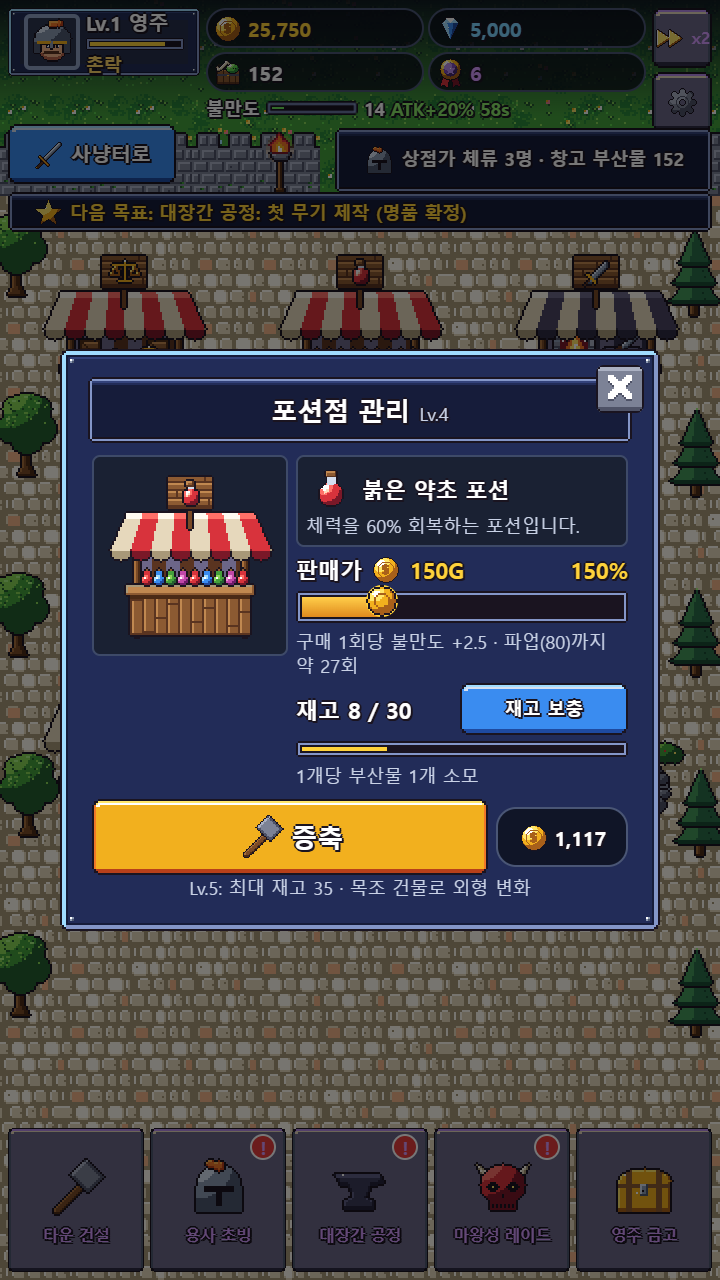 Lv.1 영주
촌락
25,750
5,000
x2
152
6
불만도 14 ATK+20% 58s
사냥터로
상점가 체류 3명 · 창고 부산물 152
다음 목표: 대장간 공정: 첫 무기 제작 (명품 확정)
포션점 관리 Lv.4
붉은 약초 포션
체력을 60% 회복하는 포션입니다.
판매가 150G 150%
구매 1회당 불만도 +2.5 · 파업(80)까지
약 27회
재고 8 / 30
재고 보충
1개당 부산물 1개 소모
증축
1,117
Lv.5: 최대 재고 35 · 목조 건물로 외형 변화
타운 건설
용사 초빙
대장간 공정
마왕성 레이드
영주 금고